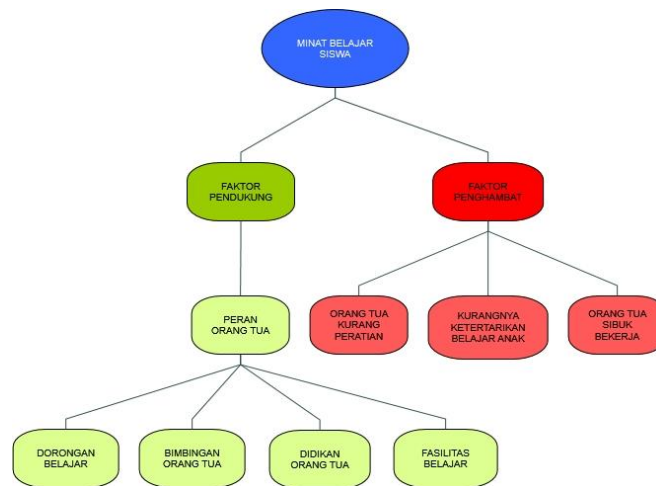 MINAT BELAJAR
SISWA
FAKTOR
PENDUKUNG
FAKTOR
PENGHAMBAT
PERAN
ORANG TUA
ORANG TUA
KURANG
PERATIAN
KURANGNYA
KETERTARIKAN
BELAJAR ANAK
ORANG TUA
SIBUK
BEKERJA
DORONGAN
BELAJAR
BIMBINGAN
ORANG TUA
DIDIKAN
ORANG TUA
FASILITAS
BELAJAR